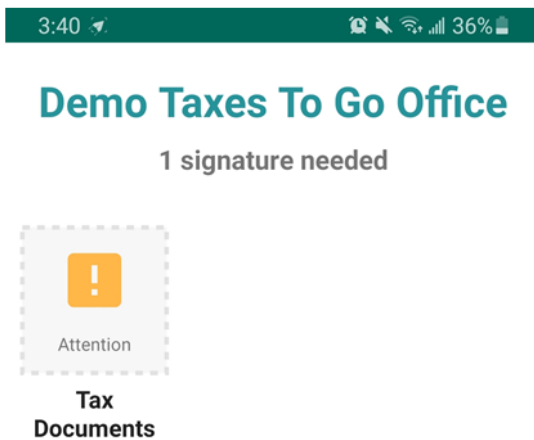 3:40 36%
Demo Taxes To Go Office
1 signature needed
!
Attention
Tax
Documents